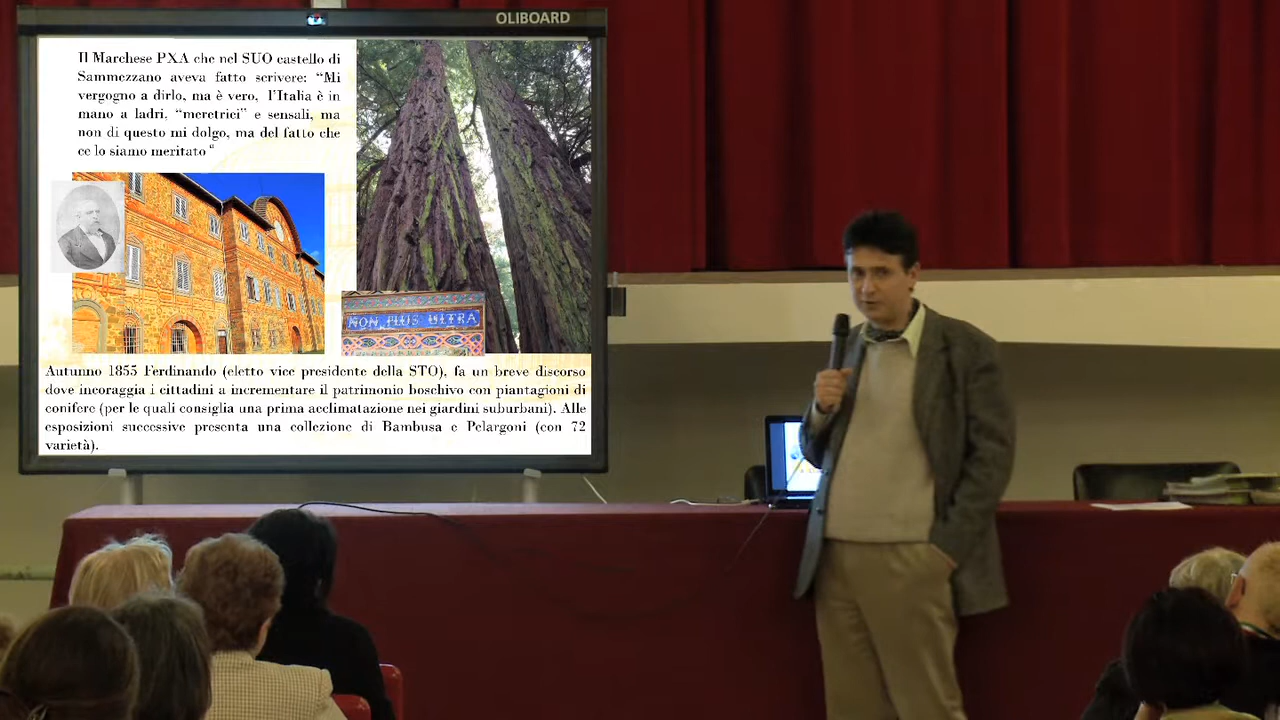 OLIBOARD
Il Marchese PXA che nel SUO castello di
Sammezzano aveva fatto scrivere: “Mi
vergogno a dirlo, ma è vero, l'Italia è in
mano a ladri, “meretrici” e sensali, ma
non di questo mi dolgo, ma del fatto che
ce lo siamo meritato “
NON PLUS ULTRA
Autunno 1855 Ferdinando (eletto vice presidente della STO), fa un breve discorso
dove incoraggia i cittadini a incrementare il patrimonio boschivo con piantagioni di
conifere (per le quali consiglia una prima acclimatazione nei giardini suburbani). Alle
esposizioni successive presenta una collezione di Bambusa e Pelargoni (con 72
varietà).